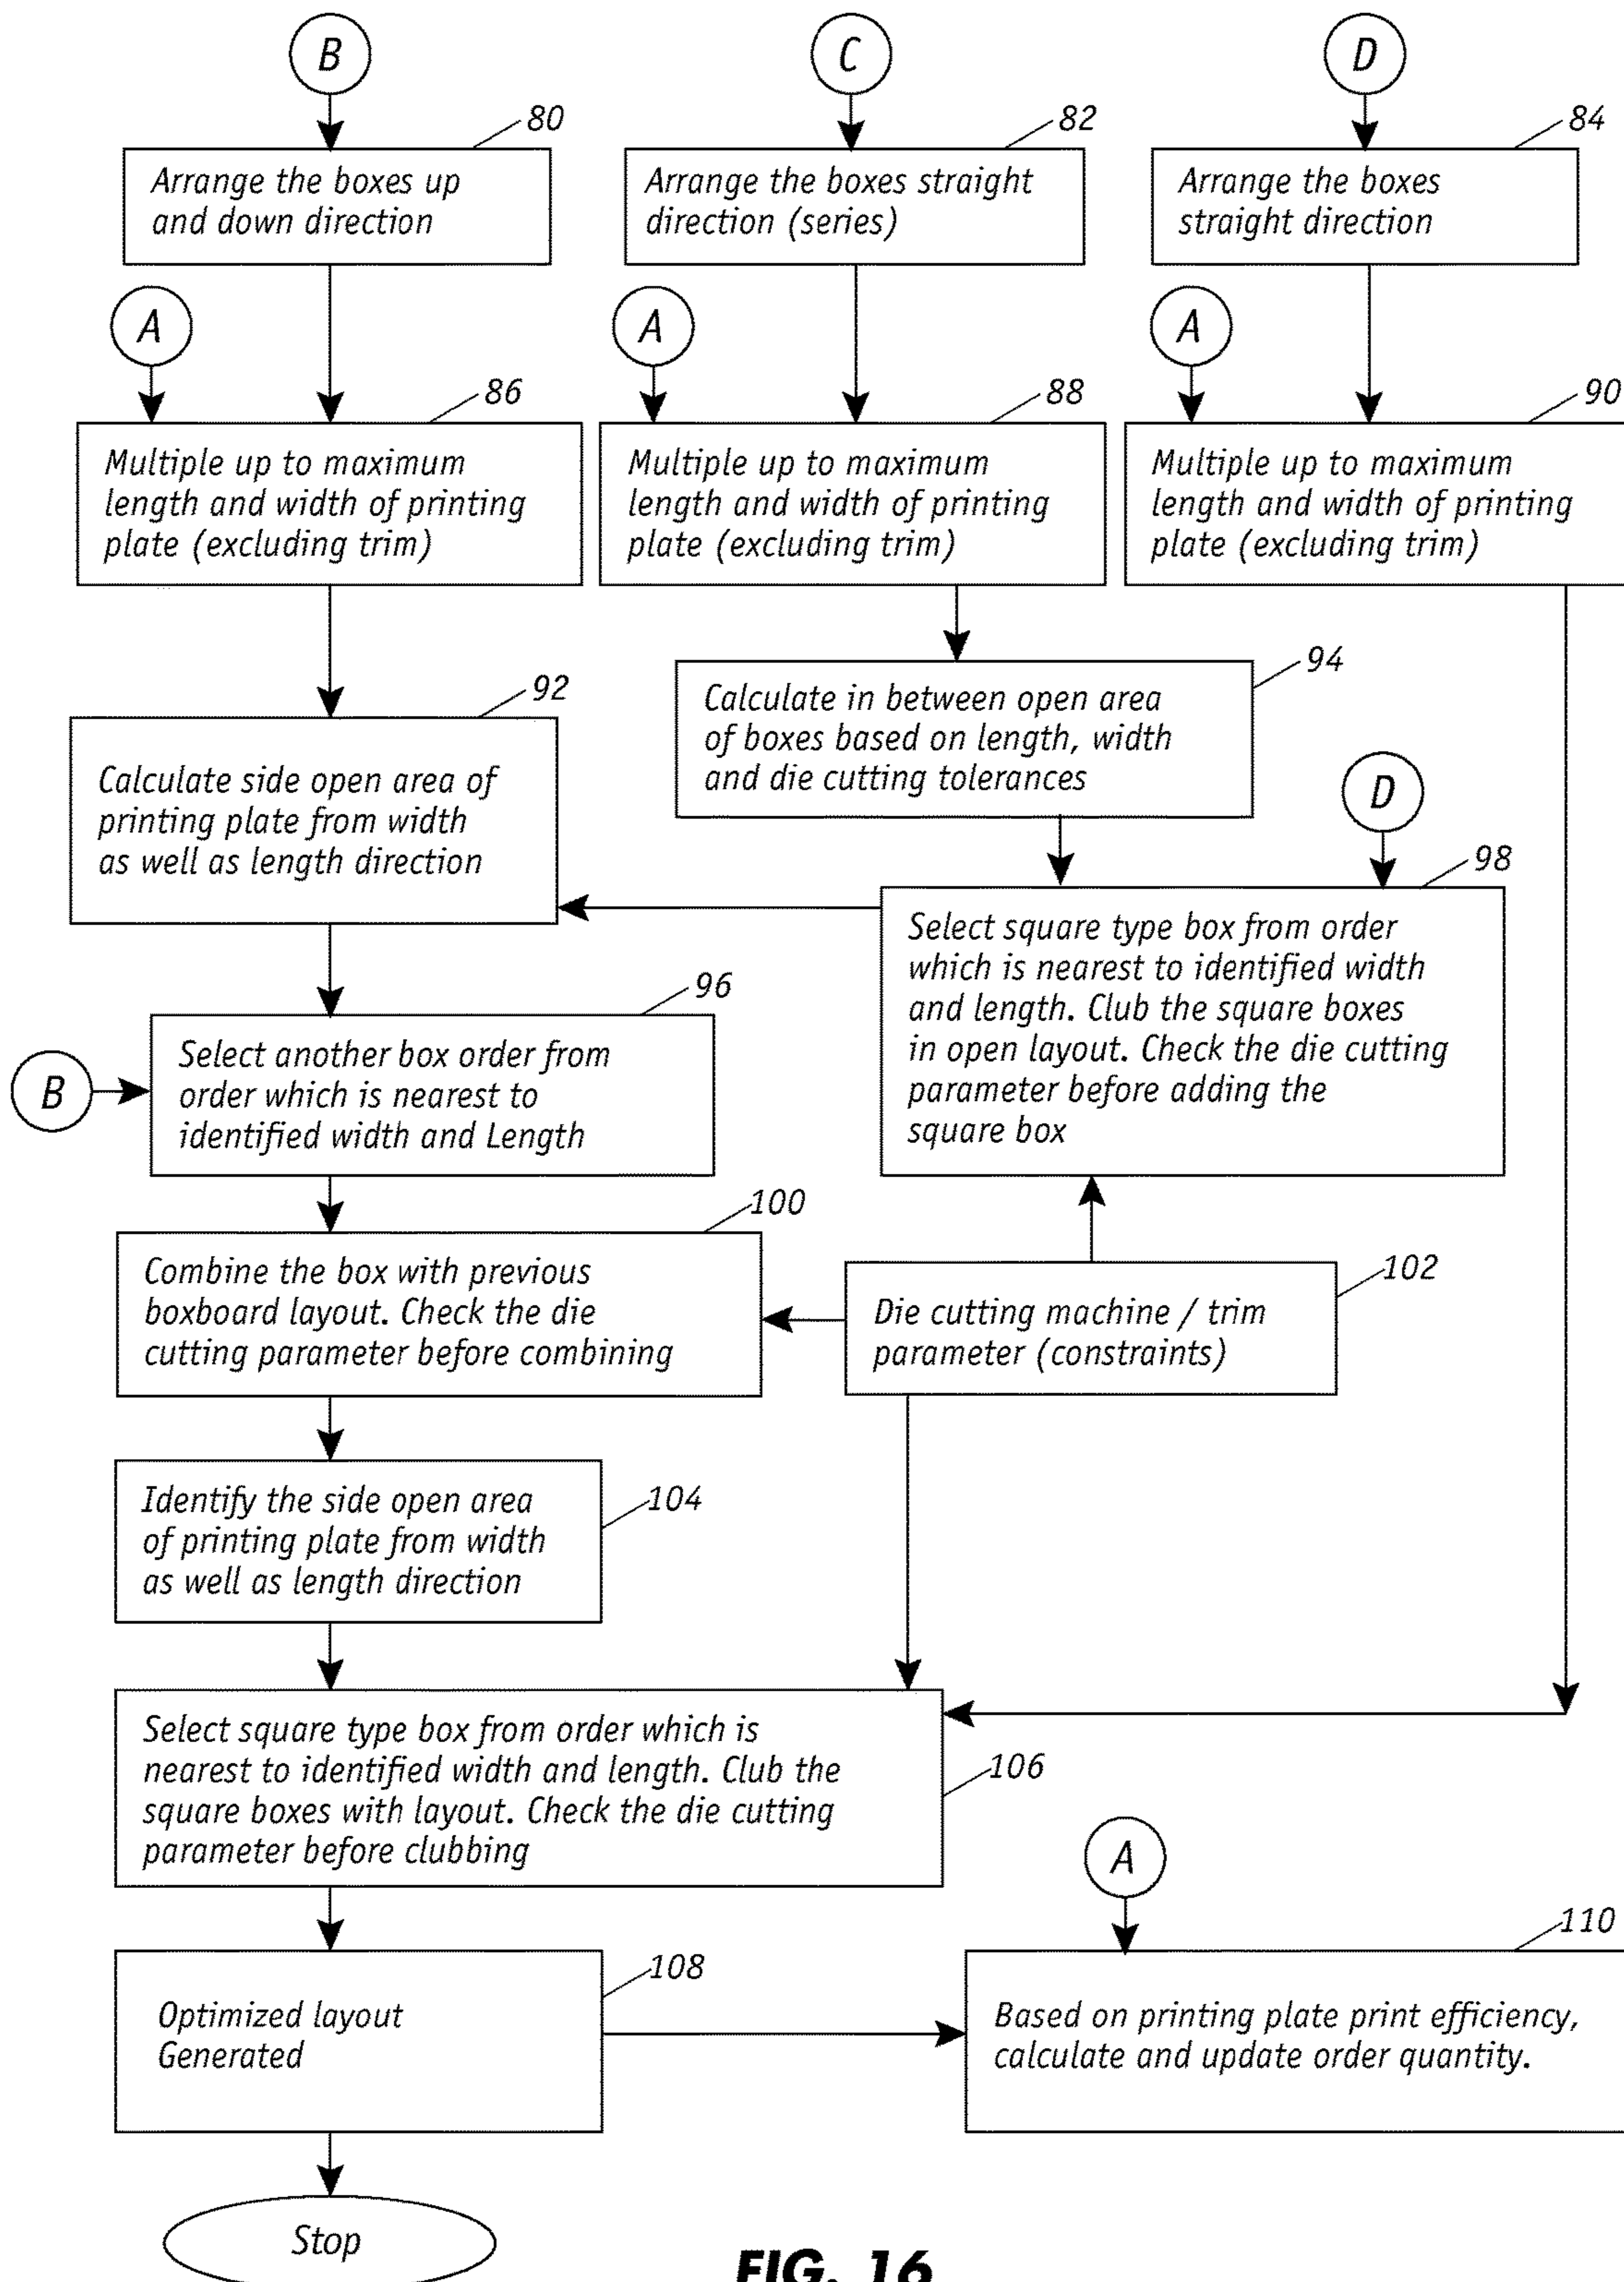 B
C
D
80
82
84
Arrange the boxes up
and down direction
Arrange the boxes straight
direction (series)
Arrange the boxes
straight direction
A
A
A
86
88
90
Multiple up to maximum
length and width of printing
plate (excluding trim)
Multiple up to maximum
length and width of printing
plate (excluding trim)
Multiple up to maximum
length and width of printing
plate (excluding trim)
92
94
Calculate side open area of
printing plate from width
as well as length direction
Calculate in between open area
of boxes based on length, width
and die cutting tolerances
D
98
Select square type box from order
which is nearest to identified width
and length. Club the square boxes
in open layout. Check the die cutting
parameter before adding the
square box
96
B
Select another box order from
order which is nearest to
identified width and Length
100
Combine the box with previous
boxboard layout. Check the die
cutting parameter before combining
102
Die cutting machine / trim
parameter (constraints)
104
Identify the side open area
of printing plate from width
as well as length direction
Select square type box from order which is
nearest to identified width and length. Club the
square boxes with layout. Check the die cutting
parameter before clubbing
106
A
108
110
Optimized layout
Generated
Based on printing plate print efficiency,
calculate and update order quantity.
Stop
FIG. 16